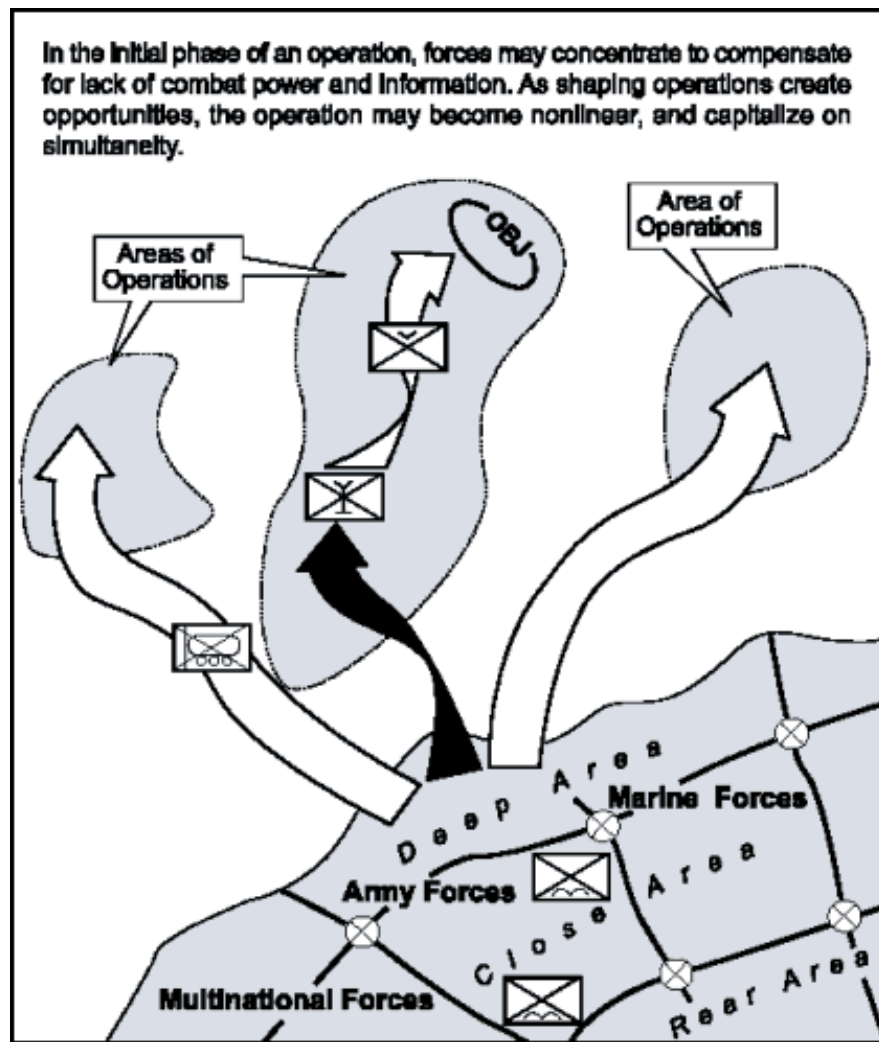 In the initial phase of an operation, forces may concentrate to compensate
for lack of combat power and information. As shaping operations create
opportunities, the operation may become nonlinear, and capitalize on
simultaneity.
Areas of
Operations
OBJ
Area of
Operations
Deep Area
Marine Forces
Army Forces
Close Area
Multinational Forces
Rear Area